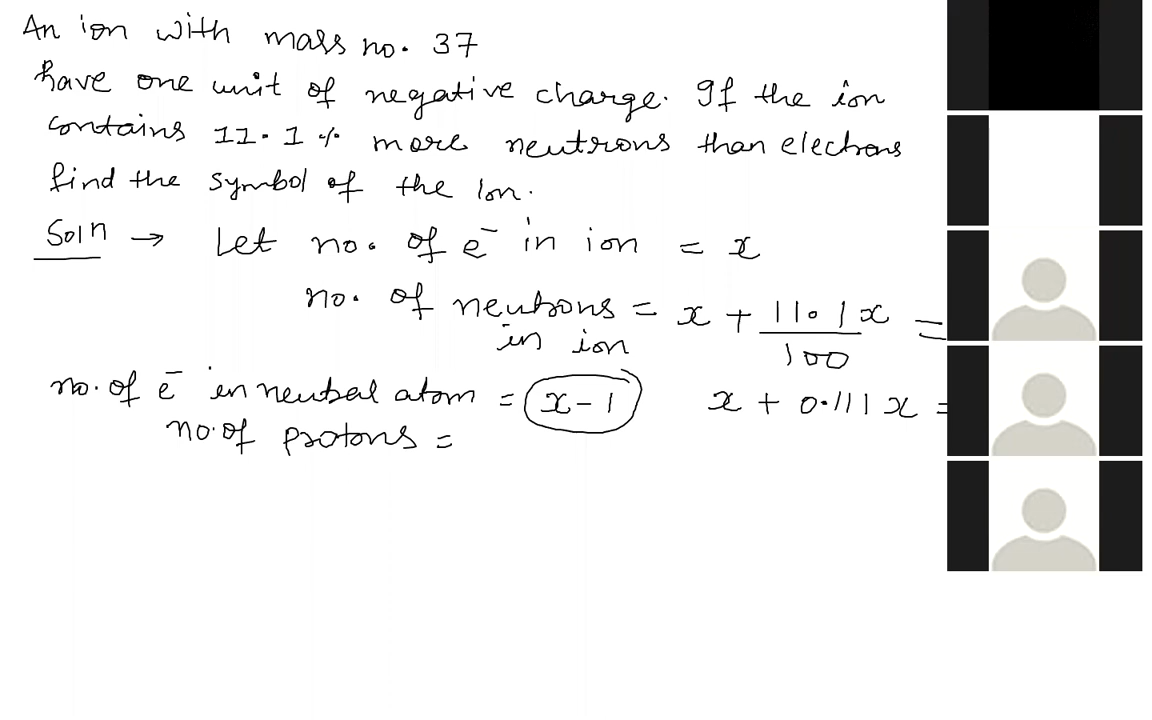 An ion with mass no. 37
have one unit of negative charge. If the ion
contains 11.1 % more neutrons than electrons
find the symbol of the Ion.
Soln → Let no. of e⁻ in ion = x
no. of neutrons = x + 11.1x/100 =
in ion
no. of e⁻ in neutral atom = x-1 x + 0.111x =
no. of protons =